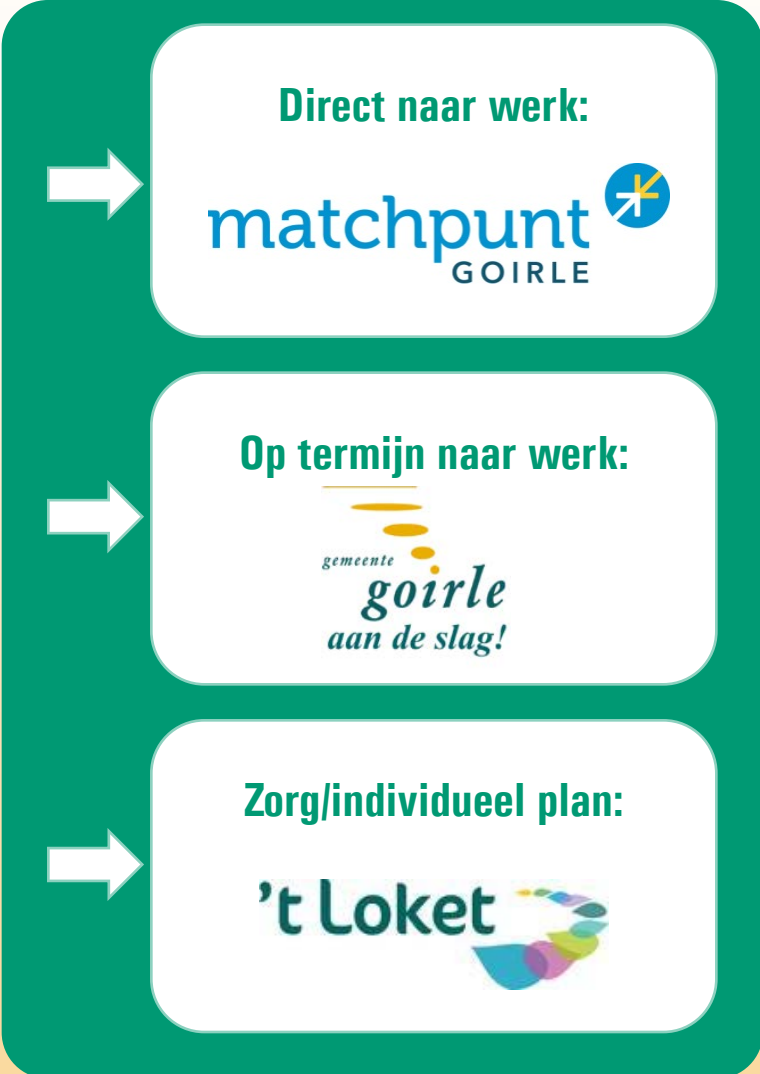 Direct naar werk:
matchpunt
GOIRLE
Op termijn naar werk:
gemeente
goirle
aan de slag!
Zorg/individueel plan:
't Loket